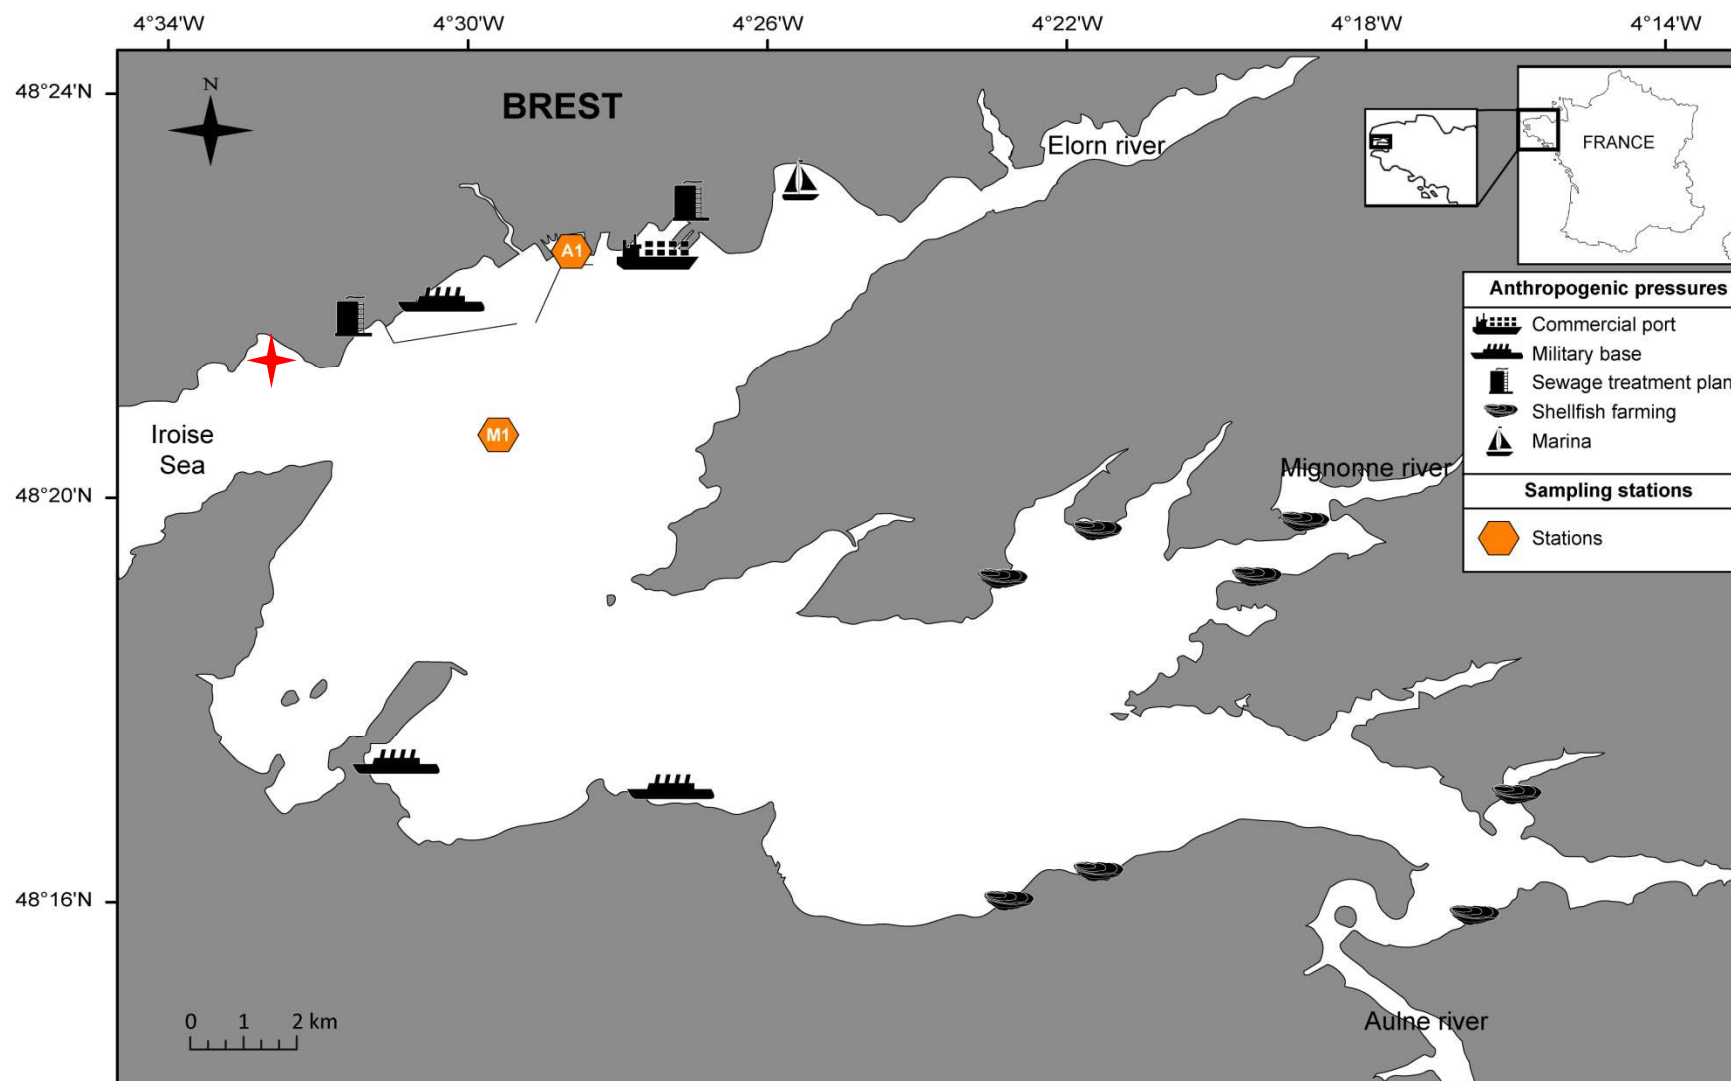 4°34'W 4°30'W 4°26'W 4°22'W 4°18'W 4°14'W
48°24'N
N
BREST
Elorn river
FRANCE
A1
Anthropogenic pressures
Commercial port
Military base
Sewage treatment plan
Shellfish farming
Marina
Iroise
Sea
M1
Mignonne river
48°20'N
Sampling stations
Stations
48°16'N
0 1 2 km
Aulne river